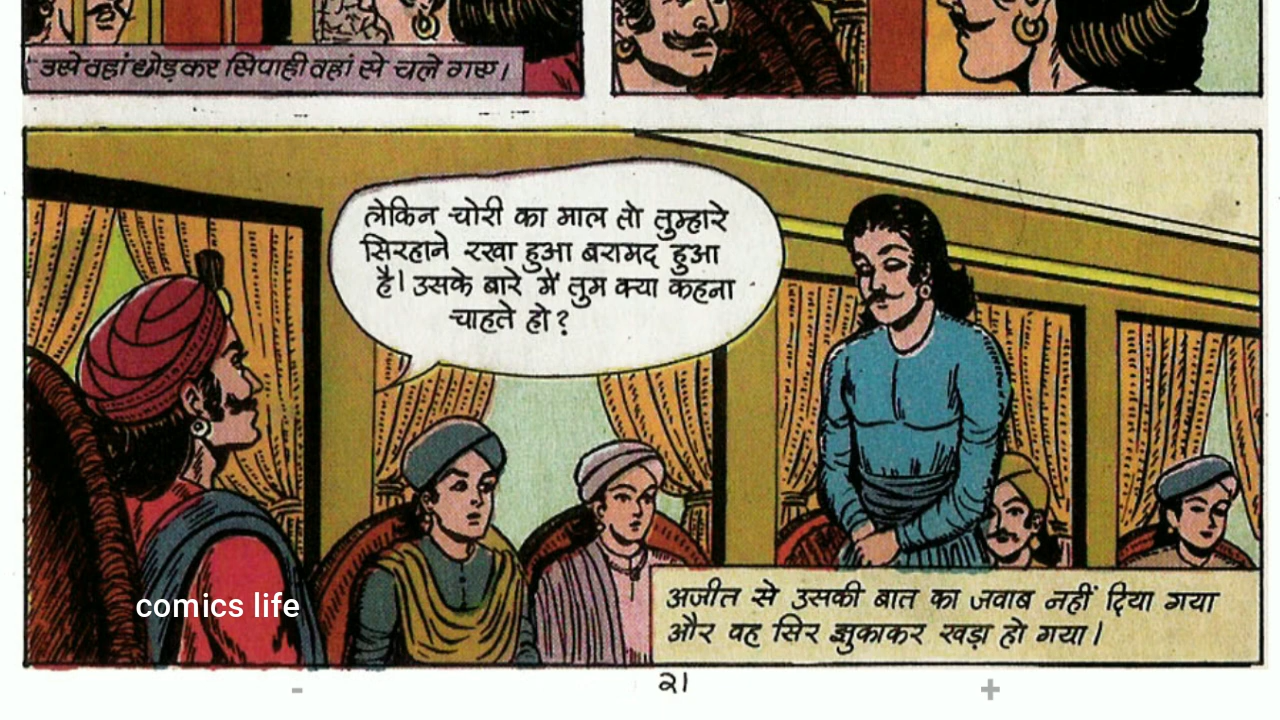 उसे वहां छोड़कर सिपाही वहां से चले गए।
लेकिन चोरी का माल तो तुम्हारे
सिरहाने रखा हुआ बरामद हुआ
है। उसके बारे में तुम क्या कहना
चाहते हो?
अजीत से उसकी बात का जवाब नहीं दिया गया
और वह सिर झुकाकर खड़ा हो गया।
comics life
२१
- +